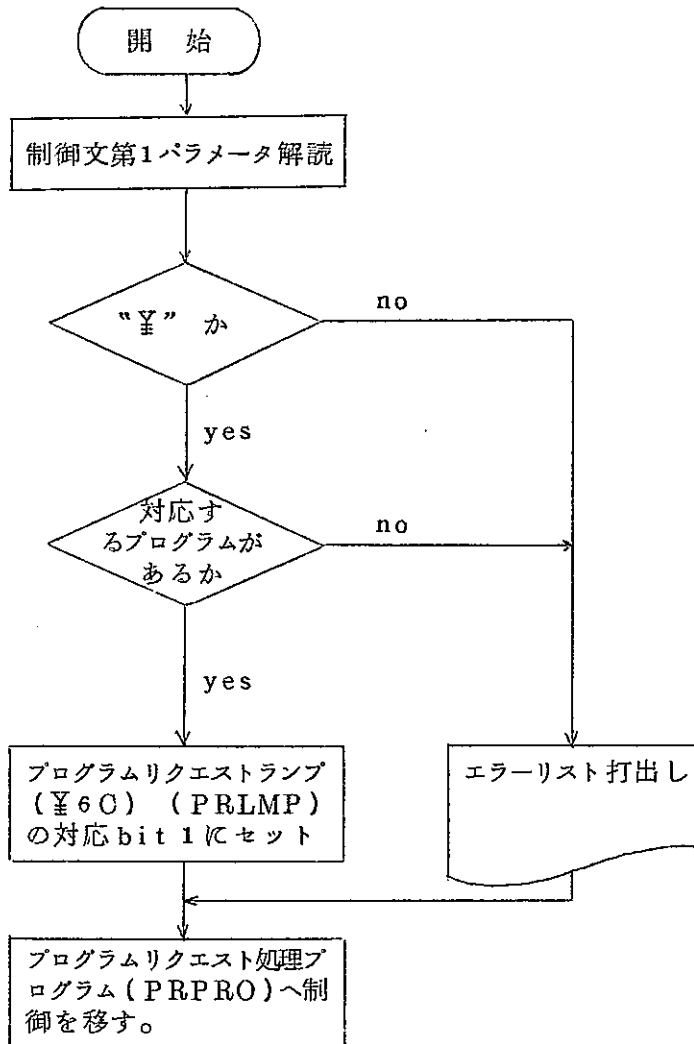 開 始
制御文第1パラメータ解読
“¥” か
no
yes
対応す
るプログラムが
あるか
no
yes
プログラムリクエストランプ
(¥6C) (PRLMP)
の対応bit 1にセット
エラーリスト打出し
プログラムリクエスト処理プ
ログラム(PRPRO)へ制
御を移す。